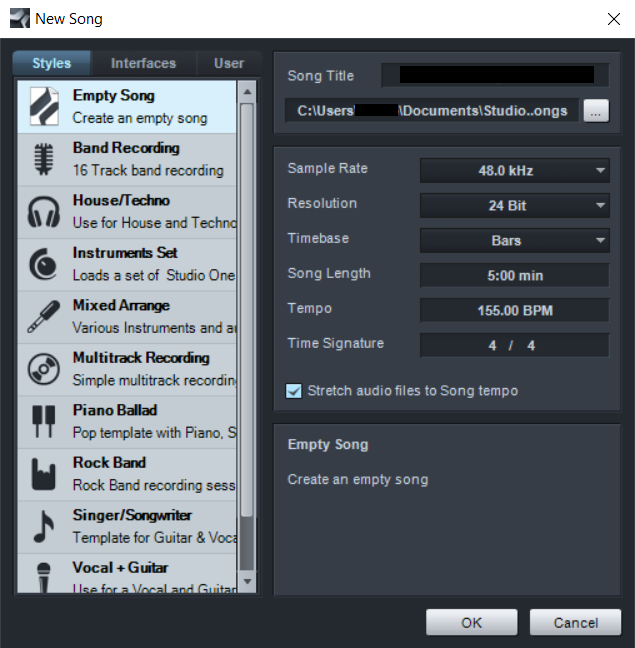 New Song
Styles Interfaces User
Empty Song
Create an empty song
Band Recording
16 Track band recording
House/Techno
Use for House and Techno
Instruments Set
Loads a set of Studio One
Mixed Arrange
Various Instruments and au
Multitrack Recording
Simple multitrack recordin
Piano Ballad
Pop template with Piano, S
Rock Band
Rock Band recording sess
Singer/Songwriter
Template for Guitar & Voca
Vocal + Guitar
Use for a Vocal and Guitar
Song Title
C:\Users\ \Documents\Studio..ongs ...
Sample Rate 48.0 kHz
Resolution 24 Bit
Timebase Bars
Song Length 5:00 min
Tempo 155.00 BPM
Time Signature 4 / 4
Stretch audio files to Song tempo
Empty Song
Create an empty song
OK Cancel